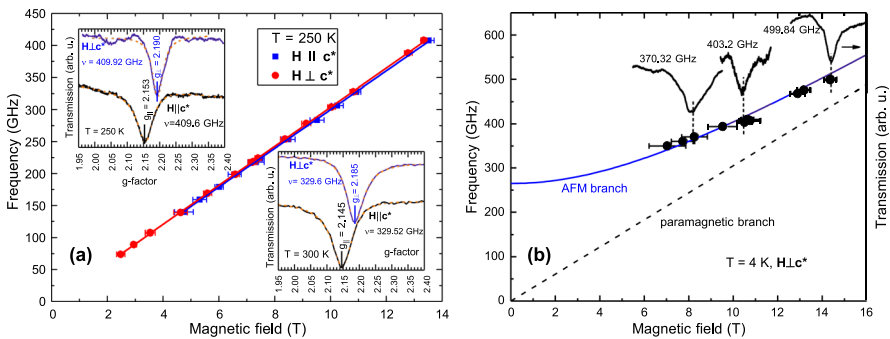 450
400
350
300
250
200
150
100
50
0
Frequency (GHz)
0
2
4
6
8
10
12
14
Magnetic field (T)
(a)
T = 250 K
H || c*
H ⊥ c*
Transmission (arb. u.)
H⊥c*
ν = 409.92 GHz
g⊥ = 2.190
g|| = 2.153
H||c*
ν=409.6 GHz
T = 250 K
1.95
2.00
2.05
2.10
2.15
2.20
2.25
2.30
2.35
g-factor
Transmission (arb. u.)
H⊥c*
ν= 329.6 GHz
g⊥ = 2.185
g|| = 2.145
H||c*
ν = 329.52 GHz
T = 300 K
g-factor
1.95
2.00
2.05
2.10
2.15
2.20
2.25
2.30
2.35
2.40
600
500
400
300
200
100
0
Frequency (GHz)
0
2
4
6
8
10
12
14
16
Magnetic field (T)
Transmission (arb. u.)
370.32 GHz
403.2 GHz
499.84 GHz
AFM branch
paramagnetic branch
(b)
T = 4 K, H⊥c*